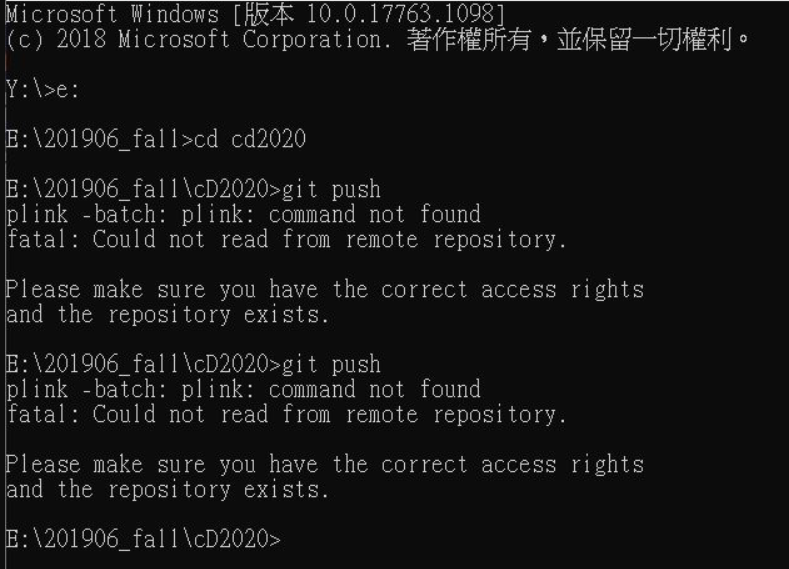 Microsoft Windows [版本 10.0.17763.1098]
(c) 2018 Microsoft Corporation. 著作權所有，並保留一切權利。
Y:\>e:
E:\201906_fall>cd cd2020
E:\201906_fall\cD2020>git push
plink -batch: plink: command not found
fatal: Could not read from remote repository.
Please make sure you have the correct access rights
and the repository exists.
E:\201906_fall\cD2020>git push
plink -batch: plink: command not found
fatal: Could not read from remote repository.
Please make sure you have the correct access rights
and the repository exists.
E:\201906_fall\cD2020>